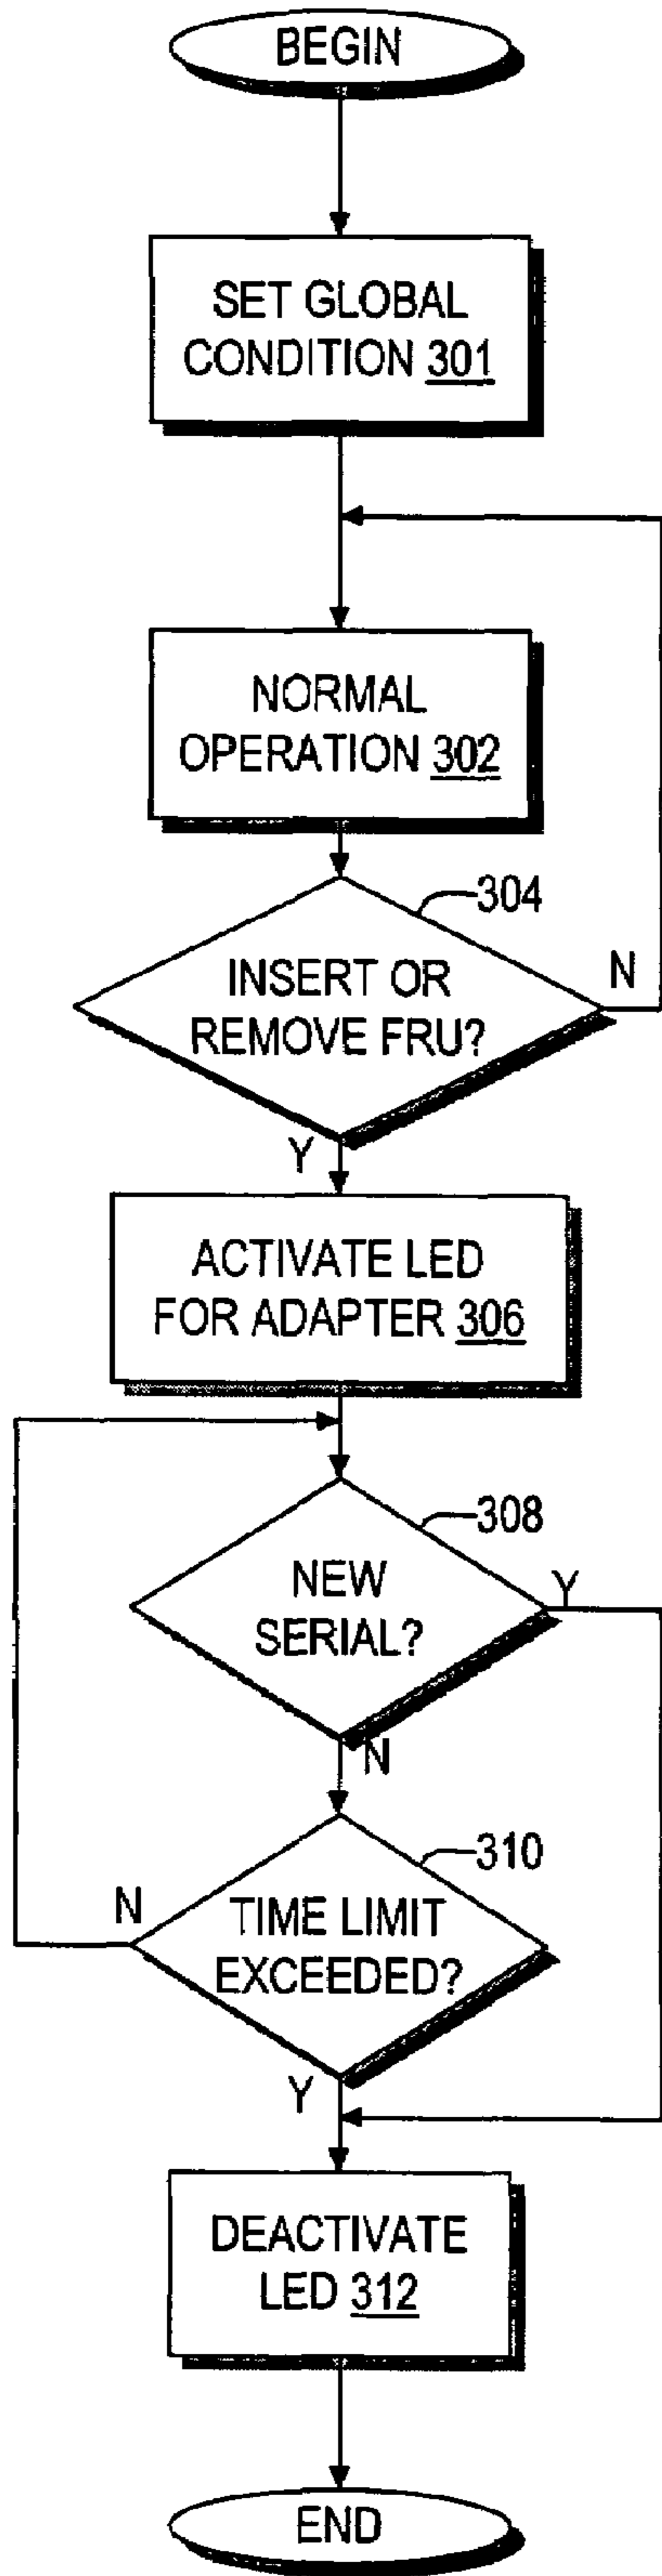 BEGIN
SET GLOBAL
CONDITION 301
NORMAL
OPERATION 302
304
INSERT OR
REMOVE FRU?
N
Y
ACTIVATE LED
FOR ADAPTER 306
308
NEW
SERIAL?
Y
N
310
TIME LIMIT
EXCEEDED?
N
Y
DEACTIVATE
LED 312
END